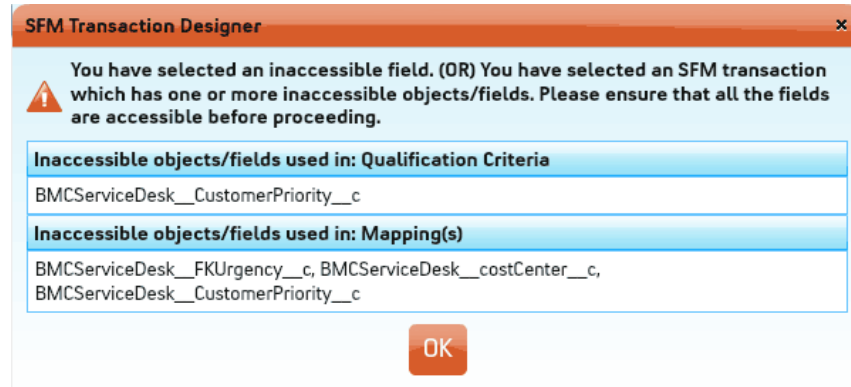 SFM Transaction Designer ×
You have selected an inaccessible field. (OR) You have selected an SFM transaction
which has one or more inaccessible objects/fields. Please ensure that all the fields
are accessible before proceeding.
Inaccessible objects/fields used in: Qualification Criteria
BMCServiceDesk__CustomerPriority__c
Inaccessible objects/fields used in: Mapping(s)
BMCServiceDesk__FKUrgency__c, BMCServiceDesk__costCenter__c,
BMCServiceDesk__CustomerPriority__c
OK